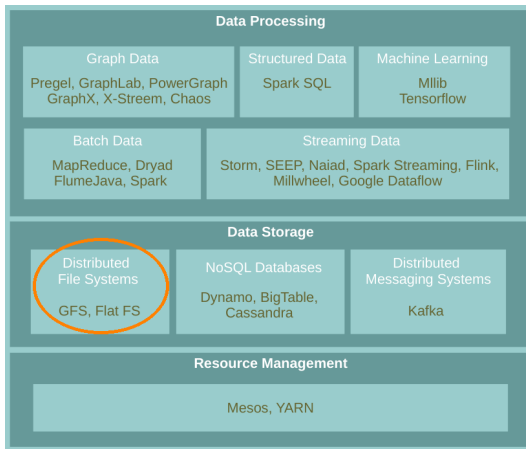 Data Processing
Graph Data
Pregel, GraphLab, PowerGraph
GraphX, X-Streem, Chaos
Structured Data
Spark SQL
Machine Learning
Mllib
Tensorflow
Batch Data
MapReduce, Dryad
FlumeJava, Spark
Streaming Data
Storm, SEEP, Naiad, Spark Streaming, Flink,
Millwheel, Google Dataflow
Data Storage
Distributed
File Systems
GFS, Flat FS
NoSQL Databases
Dynamo, BigTable,
Cassandra
Distributed
Messaging Systems
Kafka
Resource Management
Mesos, YARN